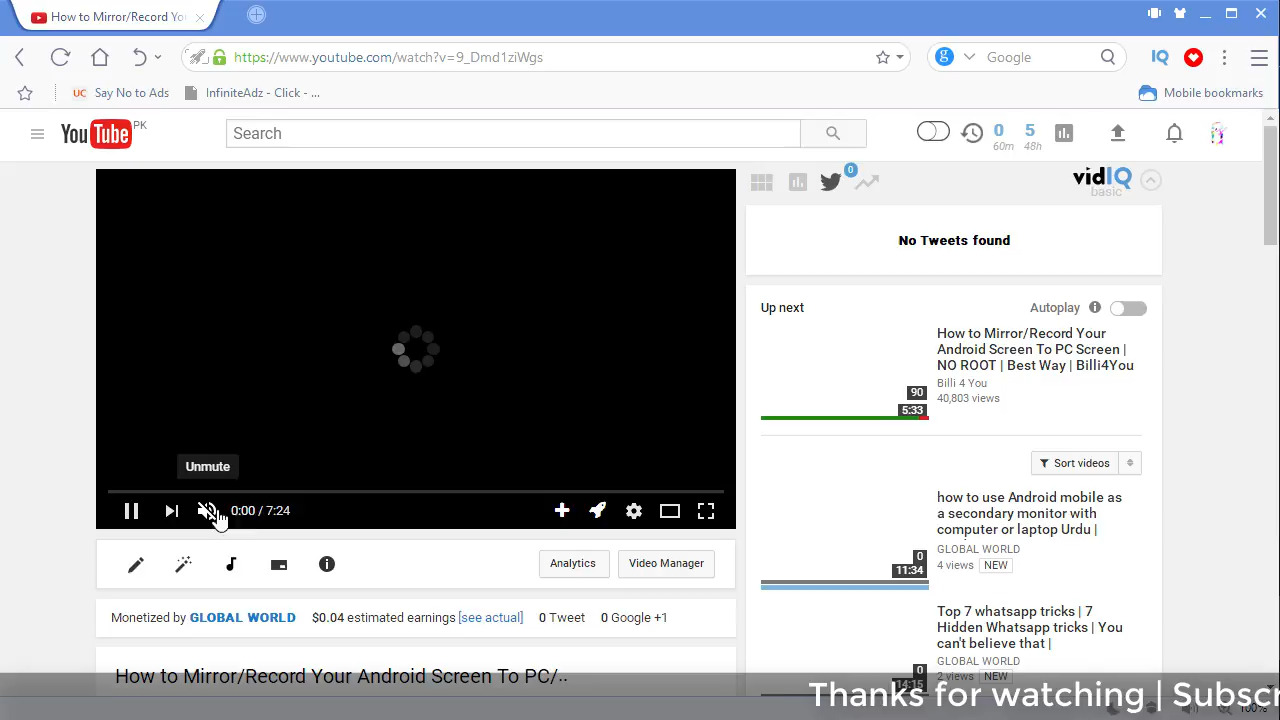 How to Mirror/Record Yo
https://www.youtube.com/watch?v=9_Dmd1ziWgs
g
Google
IQ
UC Say No to Ads
InfiniteAdz - Click - ...
Mobile bookmarks
YouTube PK
Search
0 60m
5 48h
0
vidIQ
basic
No Tweets found
Up next
Autoplay
How to Mirror/Record Your
Android Screen To PC Screen |
NO ROOT | Best Way | Billi4You
Billi 4 You
40,803 views
90
5:33
Sort videos
how to use Android mobile as
a secondary monitor with
computer or laptop Urdu |
GLOBAL WORLD
4 views NEW
0
11:34
Top 7 whatsapp tricks | 7
Hidden Whatsapp tricks | You
can't believe that |
GLOBAL WORLD
2 views NEW
0
14:15
Unmute
0:00 / 7:24
Analytics
Video Manager
Monetized by GLOBAL WORLD $0.04 estimated earnings [see actual] 0 Tweet 0 Google +1
How to Mirror/Record Your Android Screen To PC/..
Thanks for watching | Subscr
100%